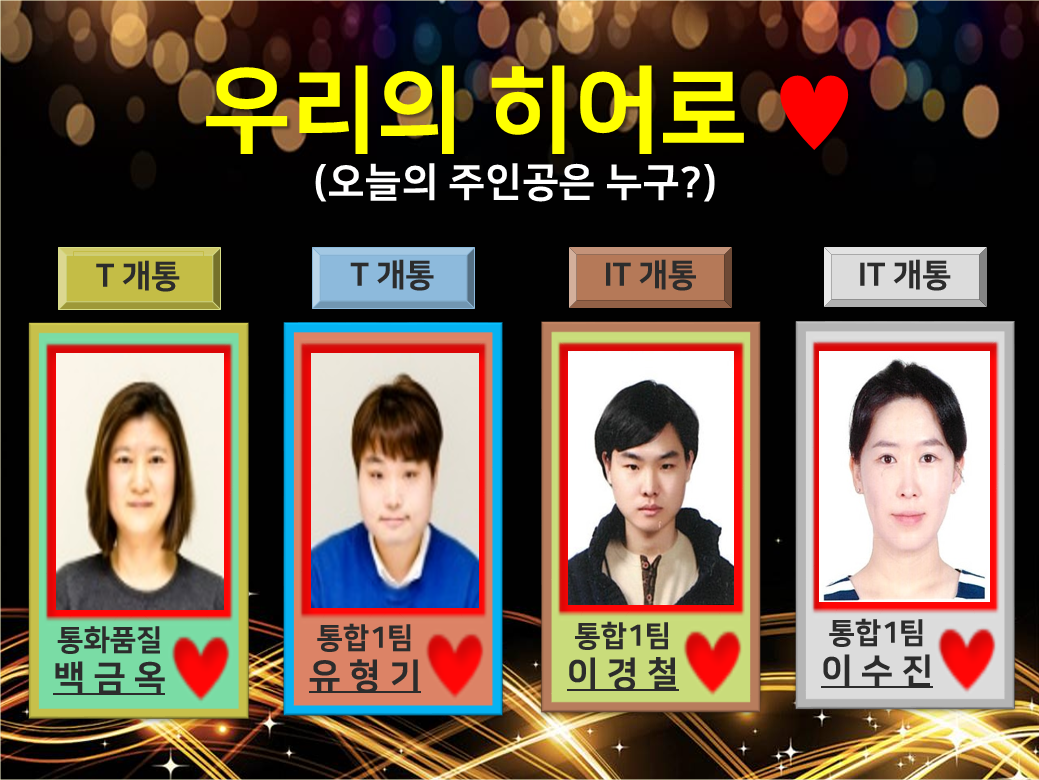 우리의 히어로 ♥
(오늘의 주인공은 누구?)
T 개통
T 개통
IT 개통
IT 개통
통화품질
백 금 옥
통합1팀
유 형 기
통합1팀
이 경 철
통합1팀
이 수 진